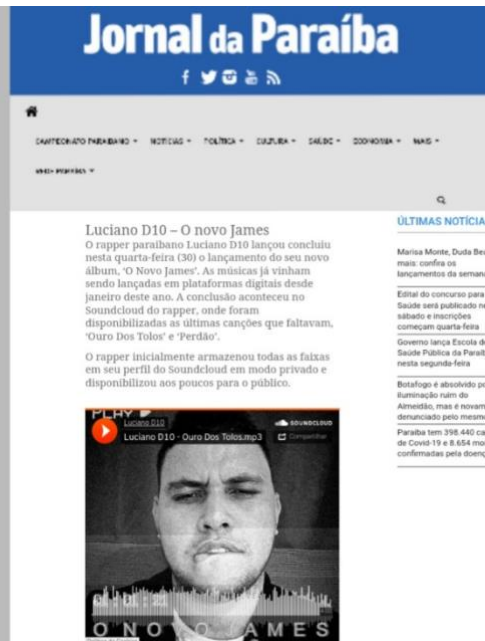 Jornal da Paraíba
CAMPEONATO PARAIBANO
NOTÍCIAS
POLÍTICA
CULTURA
SAÚDE
ECONOMIA
MAIS
REDE PARAÍBA
Luciano D10 – O novo James
O rapper paraibano Luciano D10 lançou concluiu
nesta quarta-feira (30) o lançamento do seu novo
álbum, ‘O Novo James’. As músicas já vinham
sendo lançadas em plataformas digitais desde
janeiro deste ano. A conclusão aconteceu no
Soundcloud do rapper, onde foram
disponibilizadas as últimas canções que faltavam,
‘Ouro Dos Tolos’ e ‘Perdão’.
O rapper inicialmente armazenou todas as faixas
em seu perfil do Soundcloud em modo privado e
disponibilizou aos poucos para o público.
PLAY
Luciano D10
SOUNDCLOUD
Luciano D10 - Ouro Dos Tolos.mp3
Compartilhar
O NOVO JAMES
ÚLTIMAS NOTÍCIA
Marisa Monte, Duda Be
mais: confira os
lançamentos da seman
Edital do concurso para
Saúde será publicado ne
sábado e inscrições
começam quarta-feira
Governo lança Escola de
Saúde Pública da Paraíb
nesta segunda-feira
Botafogo é absolvido po
iluminação ruim do
Almeidão, mas é novam
denunciado pelo mesmo
Paraíba tem 398.440 ca
de Covid-19 e 8.654 mo
confirmadas pela doenç